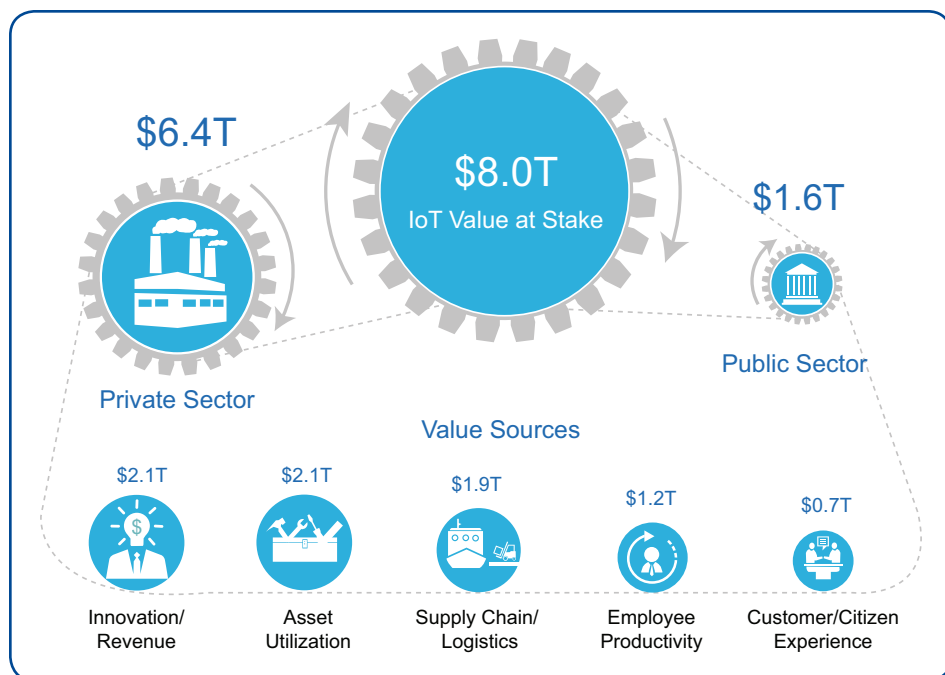 $6.4T
$8.0T
IoT Value at Stake
$1.6T
Private Sector
Public Sector
Value Sources
$2.1T
$2.1T
$1.9T
$1.2T
$0.7T
$
Innovation/
Revenue
Asset
Utilization
Supply Chain/
Logistics
Employee
Productivity
Customer/Citizen
Experience